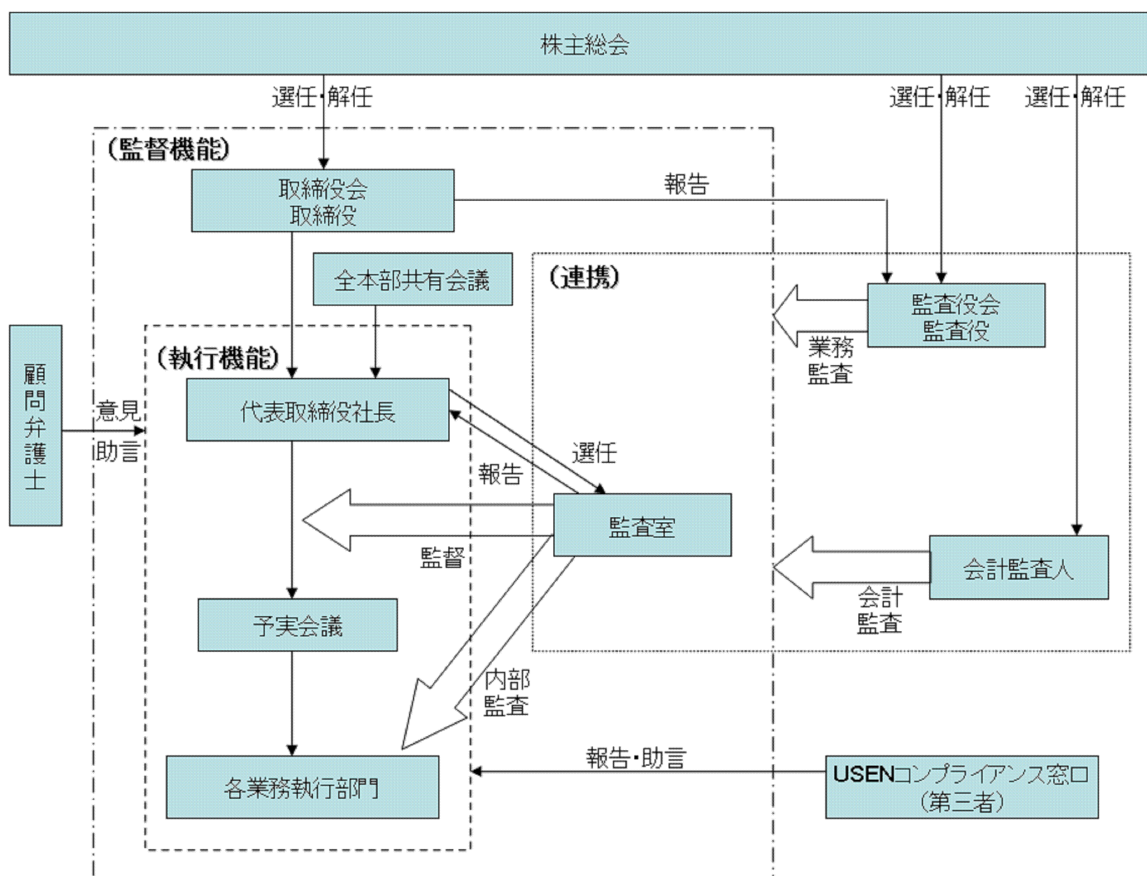 株主総会
選任・解任
選任・解任
選任・解任
（監督機能）
取締役会
取締役
報告
全本部共有会議
（連携）
監査役会
監査役
業務
監査
顧問弁護士
意見
助言
（執行機能）
代表取締役社長
選任
報告
監査室
監督
会計監査人
会計
監査
予実会議
内部
監査
各業務執行部門
報告・助言
USENコンプライアンス窓口
（第三者）